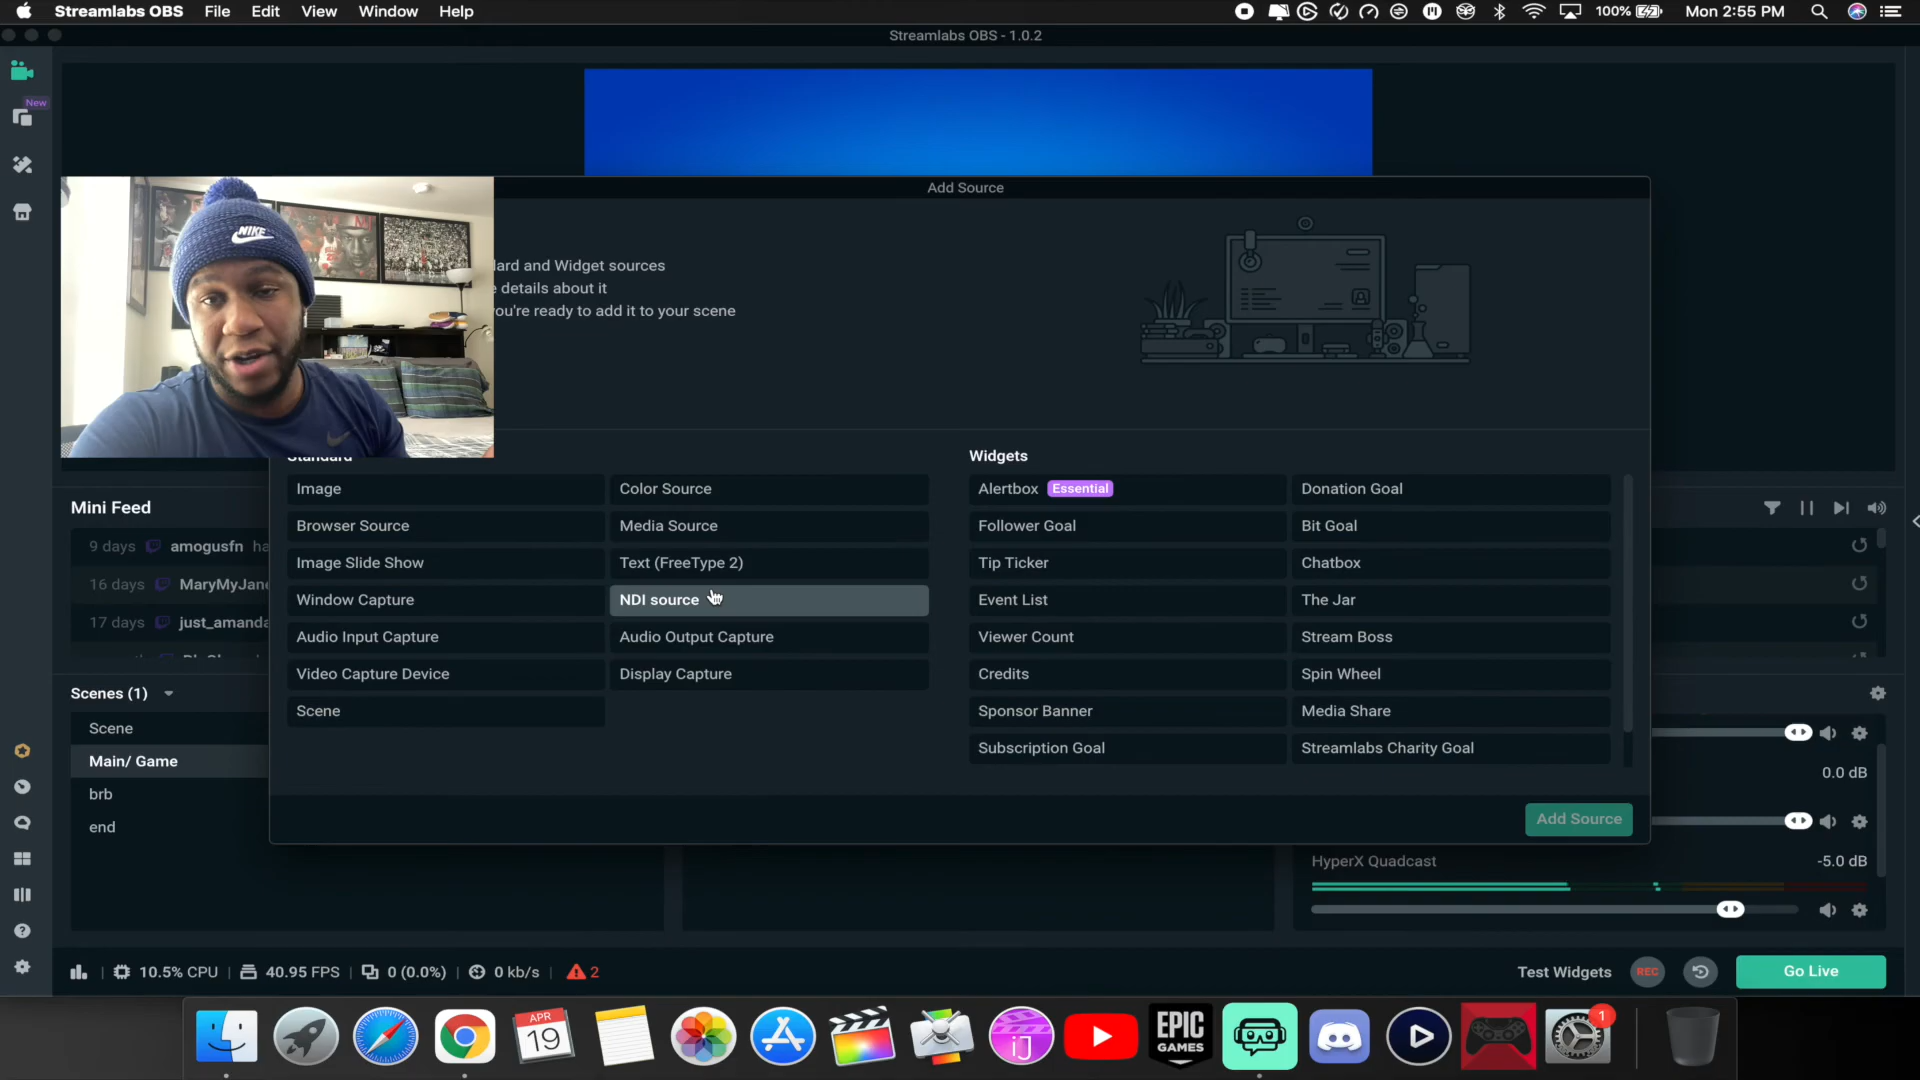 Streamlabs OBS File Edit View Window Help 100% Mon 2:55 PM
Streamlabs OBS - 1.0.2
New
Add Source
NIKE
lard and Widget sources
e details about it
you're ready to add it to your scene
Standard
Widgets
Image
Color Source
Alertbox Essential
Donation Goal
Browser Source
Media Source
Follower Goal
Bit Goal
Image Slide Show
Text (FreeType 2)
Tip Ticker
Chatbox
Window Capture
NDI source
Event List
The Jar
Audio Input Capture
Audio Output Capture
Viewer Count
Stream Boss
Video Capture Device
Display Capture
Credits
Spin Wheel
Scene
Sponsor Banner
Media Share
Subscription Goal
Streamlabs Charity Goal
Add Source
Mini Feed
9 days amogusfn ha
16 days MaryMyJane
17 days just_amanda
Scenes (1)
Scene
Main/ Game
brb
end
0.0 dB
HyperX Quadcast -5.0 dB
10.5% CPU 40.95 FPS 0 (0.0%) 0 kb/s 2
Test Widgets REC Go Live
APR
19
EPIC
GAMES
1